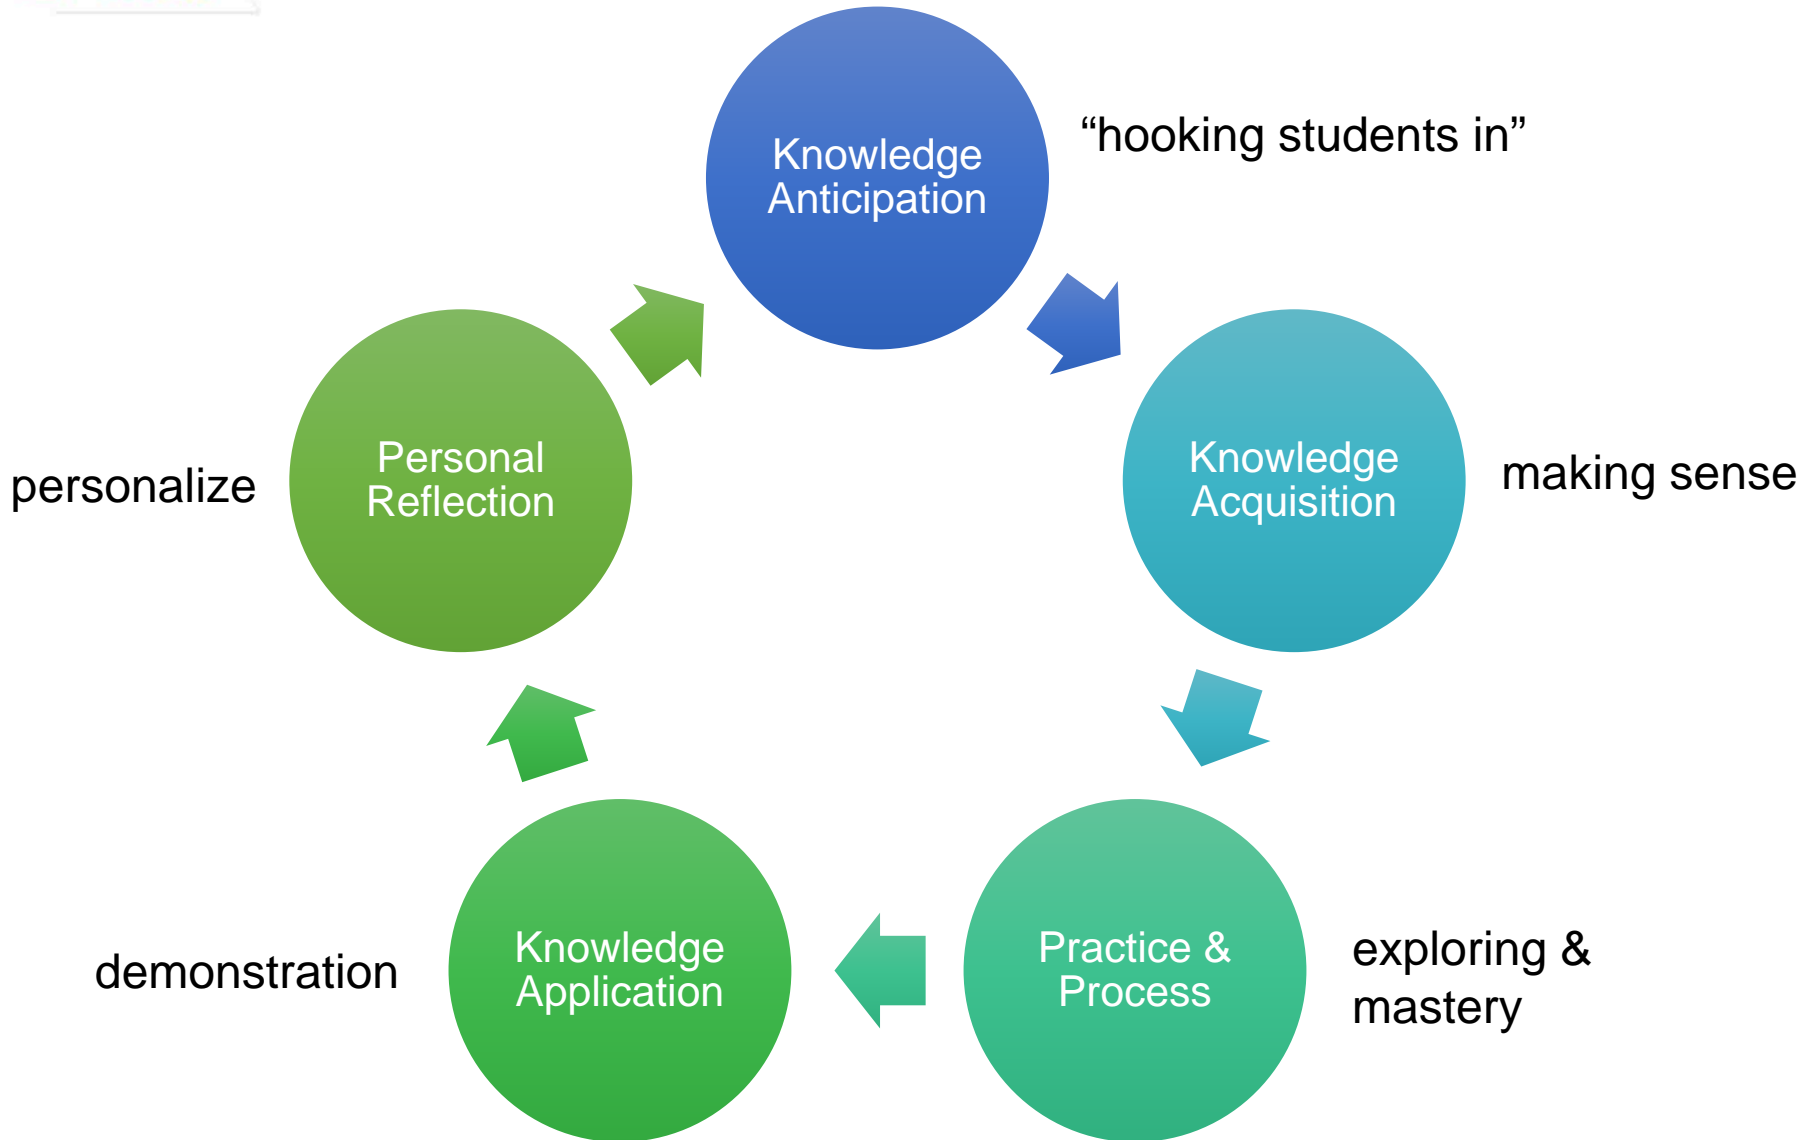 Knowledge
Anticipation
“hooking students in”
Knowledge
Acquisition
making sense
Practice &
Process
exploring &
mastery
Knowledge
Application
demonstration
Personal
Reflection
personalize